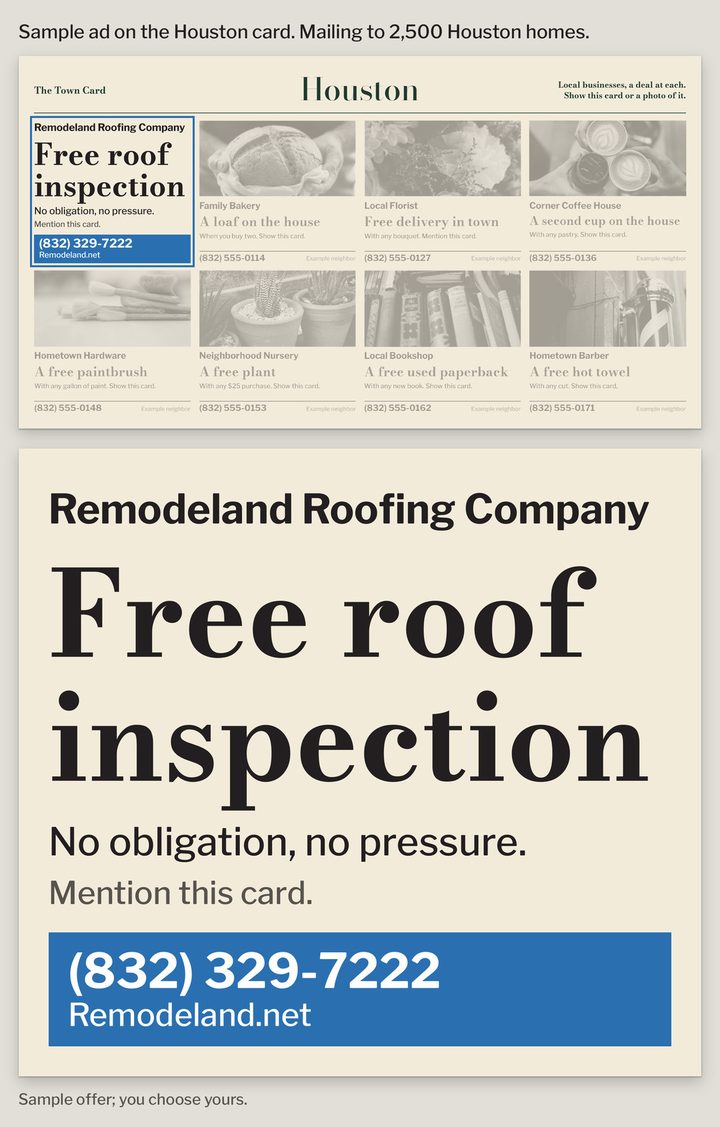 Sample ad on the Houston card. Mailing to 2,500 Houston homes.
The Town Card
Houston
Local businesses, a deal at each.
Show this card or a photo of it.
Remodeland Roofing Company
Free roof
inspection
No obligation, no pressure.
Mention this card.
(832) 329-7222
Remodeland.net
Family Bakery
A loaf on the house
When you buy two. Show this card.
(832) 555-0114
Example neighbor
Local Florist
Free delivery in town
With any bouquet. Mention this card.
(832) 555-0127
Example neighbor
Corner Coffee House
A second cup on the house
With any pastry. Show this card.
(832) 555-0136
Example neighbor
Hometown Hardware
A free paintbrush
With any gallon of paint. Show this card.
(832) 555-0148
Example neighbor
Neighborhood Nursery
A free plant
With any $25 purchase. Show this card.
(832) 555-0153
Example neighbor
Local Bookshop
A free used paperback
With any new book. Show this card.
(832) 555-0162
Example neighbor
Hometown Barber
A free hot towel
With any cut. Show this card.
(832) 555-0171
Example neighbor
Remodeland Roofing Company
Free roof
inspection
No obligation, no pressure.
Mention this card.
(832) 329-7222
Remodeland.net
Sample offer; you choose yours.